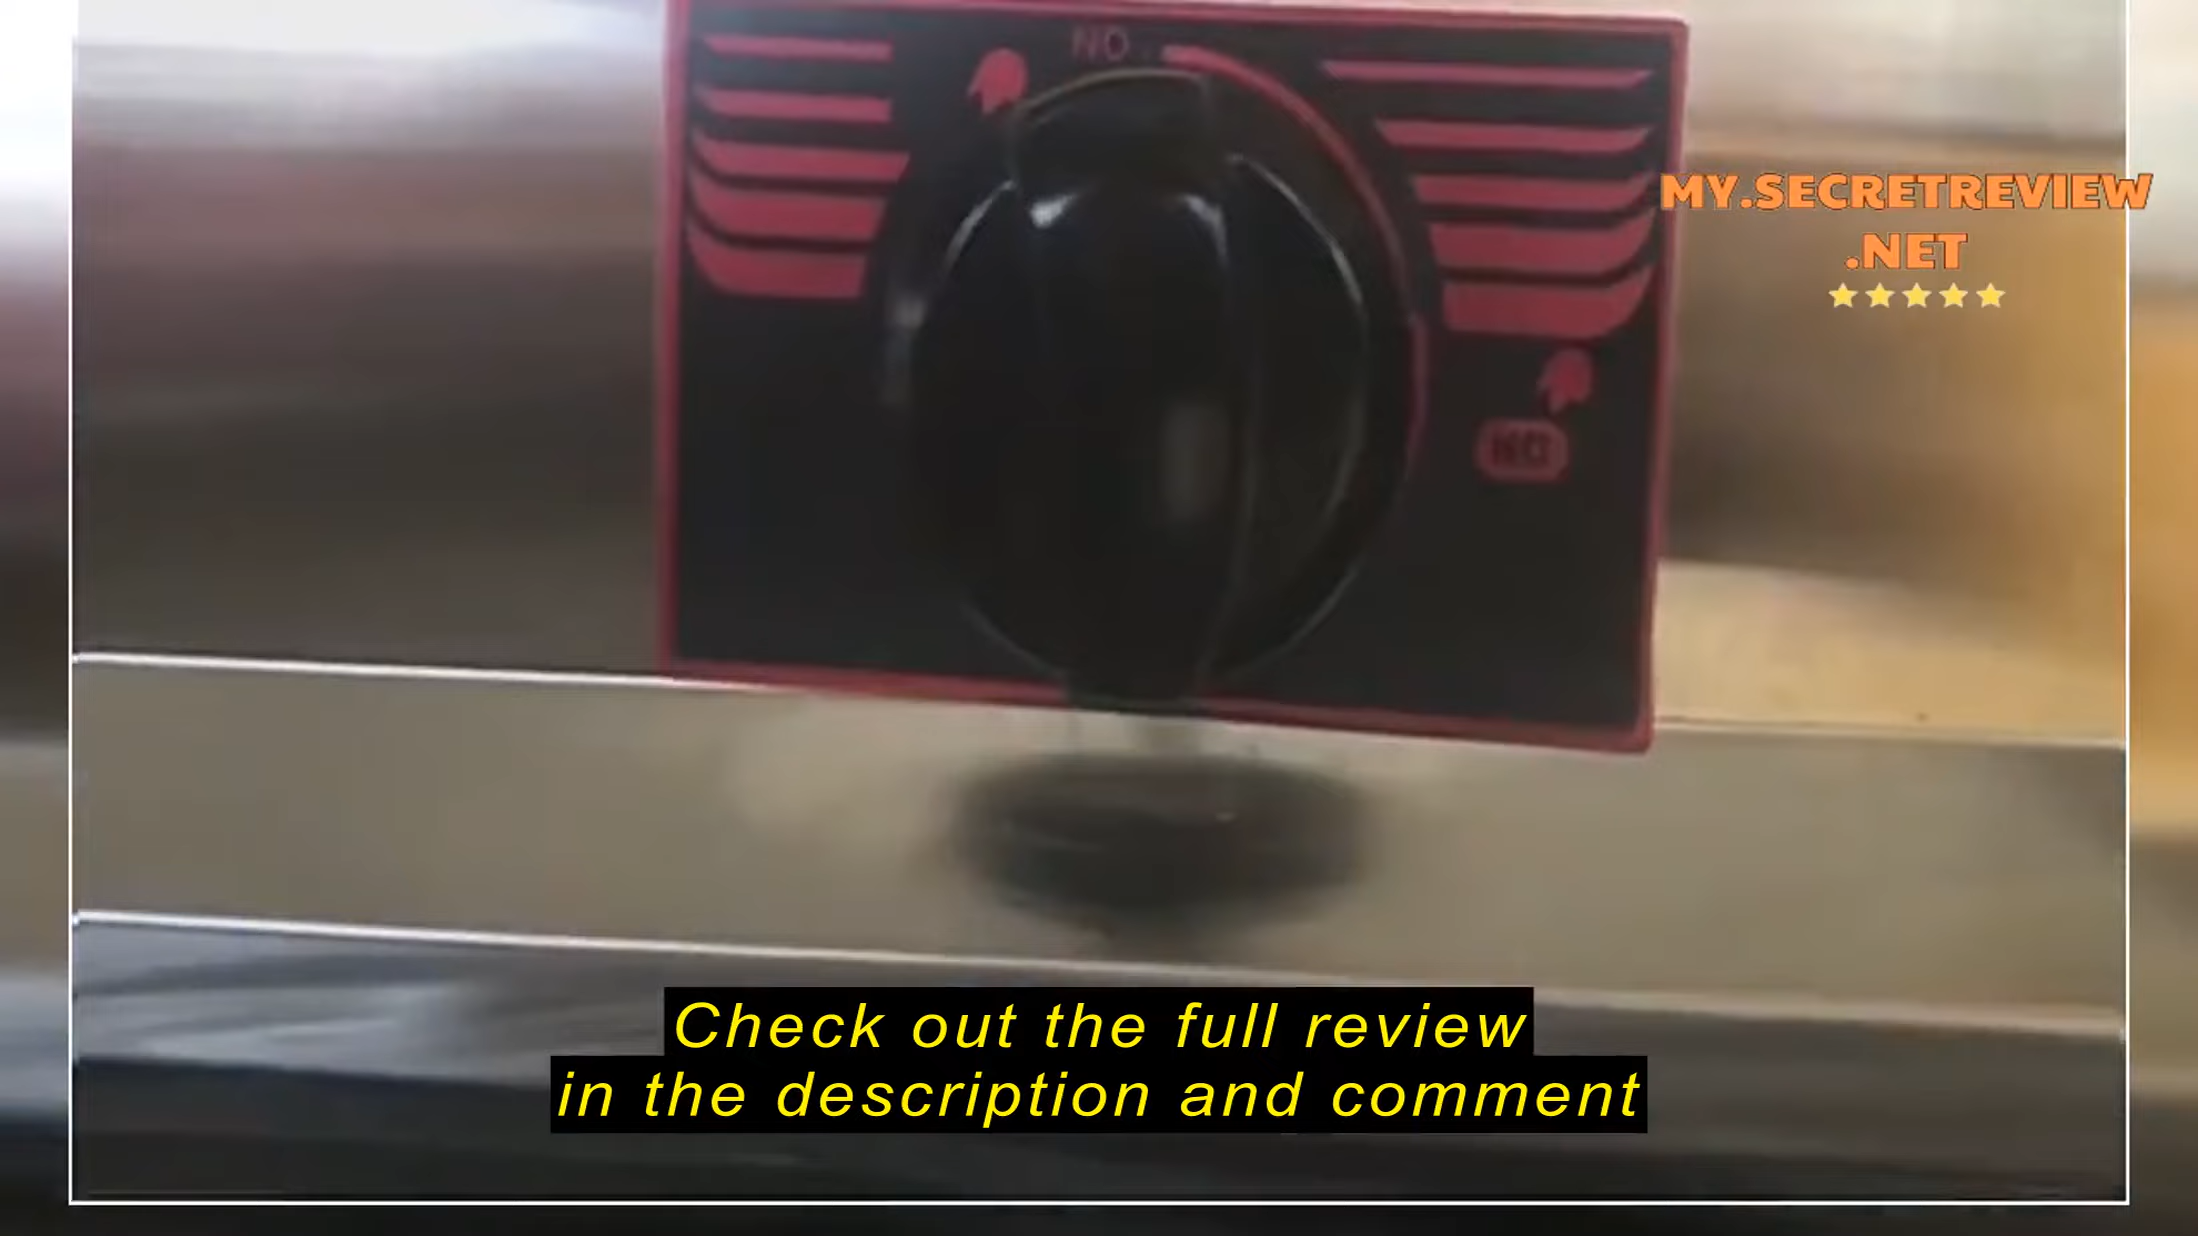 NO
MY.SECRETREVIEW
.NET
Check out the full review
in the description and comment